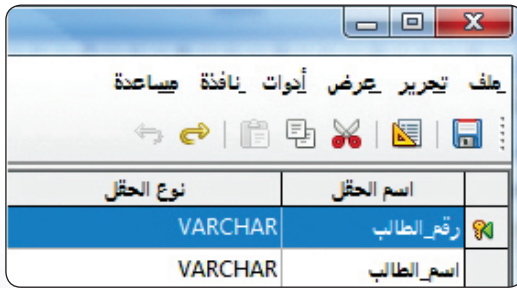 ملف تحرير عرض أدوات نافذة مساعدة
اسم الحقل نوع الحقل
رقم_الطالب VARCHAR
اسم_الطالب VARCHAR